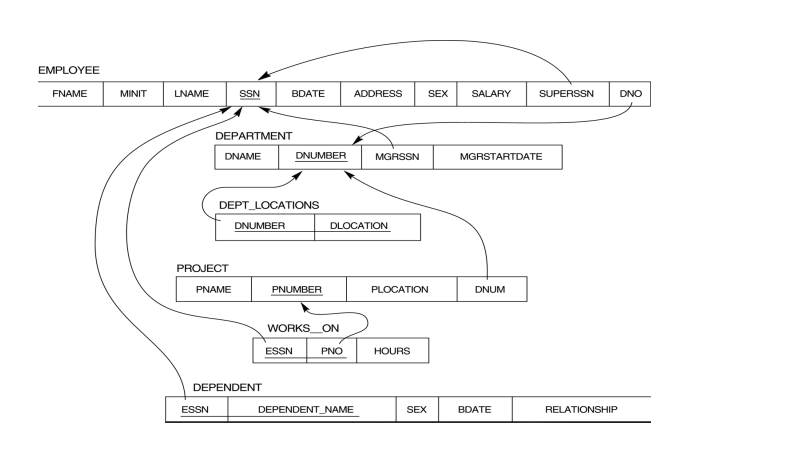 EMPLOYEE
FNAME MINIT LNAME SSN BDATE ADDRESS SEX SALARY SUPERSSN DNO
DEPARTMENT
DNAME DNUMBER MGRSSN MGRSTARTDATE
DEPT_LOCATIONS
DNUMBER DLOCATION
PROJECT
PNAME PNUMBER PLOCATION DNUM
WORKS__ON
ESSN PNO HOURS
DEPENDENT
ESSN DEPENDENT_NAME SEX BDATE RELATIONSHIP